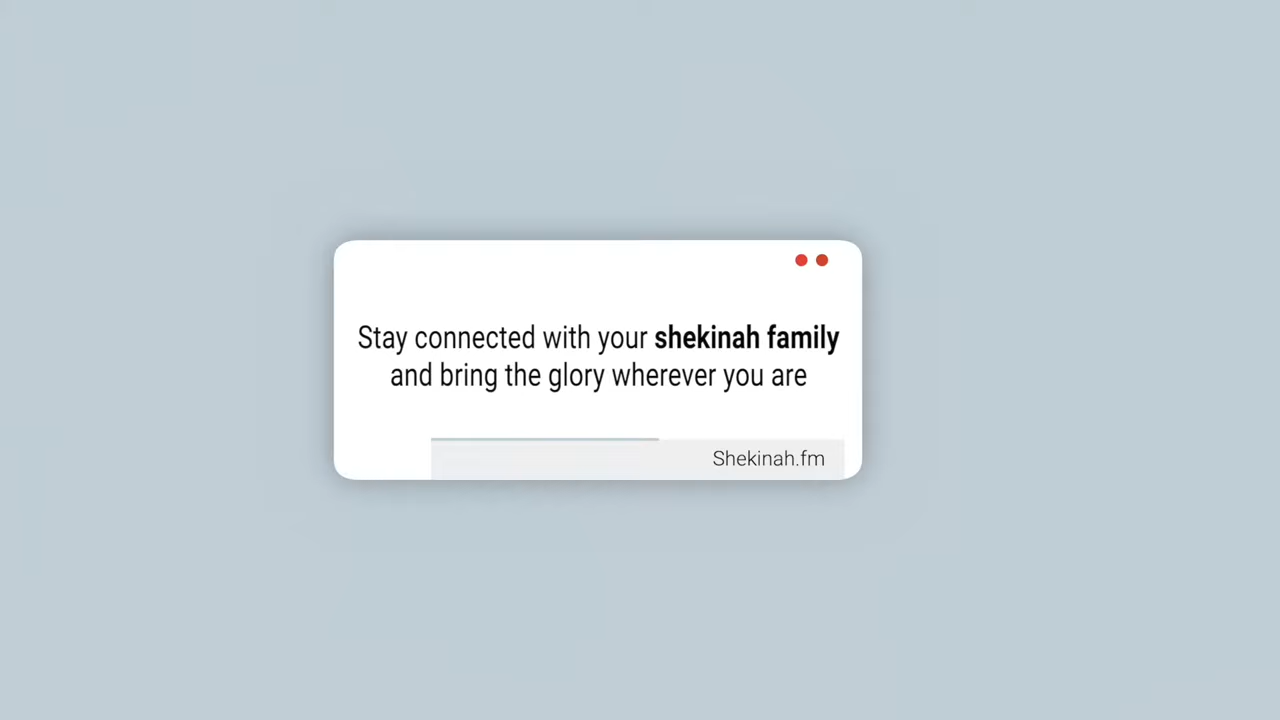 Stay connected with your shekinah family
and bring the glory wherever you are
Shekinah.fm